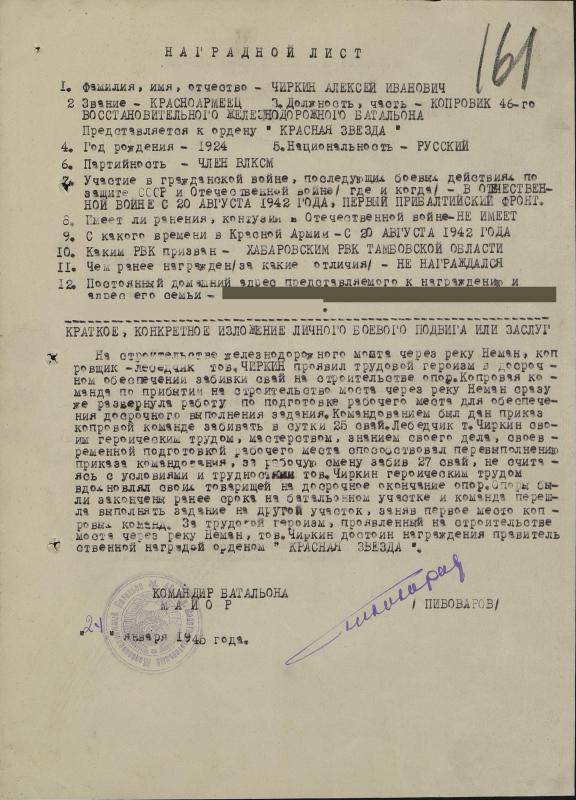 161
НАГРАДНОЙ ЛИСТ
1. Фамилия, имя, отчество - ЧИРКИН АЛЕКСЕЙ ИВАНОВИЧ
2 Звание - КРАСНОАРМЕЕЦ 3.Должность, часть - КОПРОВИК 46-го
ВОССТАНОВИТЕЛЬНОГО ЖЕЛЕЗНОДОРОЖНОГО БАТАЛЬОНА
Представляется к ордену " КРАСНАЯ ЗВЕЗДА "
4. Год рождения - 1924 5.Национальность - РУССКИЙ
6. Партийность - ЧЛЕН ВЛКСМ
7. Участие в гражданской войне, последующих боевых действиях по
защите СССР и Отечественной войне/ где и когда/ - В ОТЕЧЕСТВЕН-
НОЙ ВОЙНЕ С 20 АВГУСТА 1942 ГОДА, ПЕРВЫЙ ПРИБАЛТИЙСКИЙ ФРОНТ.
8. Имеет ли ранения, контузии в Отечественной войне-НЕ ИМЕЕТ
9. С какого времени в Красной Армии-С 20 АВГУСТА 1942 ГОДА
10. Каким РВК призван - ХАБАРОВСКИМ РВК ТАМБОВСКОЙ ОБЛАСТИ
11. Чем ранее награжден/за какие отличия/ - НЕ НАГРАЖДАЛСЯ
12. Постоянный домашний адрес представляемого к награждению и
адрес его семьи -
КРАТКОЕ, КОНКРЕТНОЕ ИЗЛОЖЕНИЕ ЛИЧНОГО БОЕВОГО ПОДВИГА ИЛИ ЗАСЛУГ
На строительстве железнодорожного моста через реку Неман, коп
ровщик -Лебедчик тов. ЧИРКИН проявил трудовой героизм в досроч-
ном обеспечении забивки свай на строительстве опор.Копровая ко-
манда по прибытии на строительство моста через реку Неман сразу
же развернула работу по подготовке рабочего места для обеспече-
ния досрочного выполнения задания.Командованием был дан приказ
копровой команде забивать в сутки 25 свай.Лебедчик т.Чиркин сво-
им героическим трудом, мастерством, знанием своего дела, своев-
ременной подготовкой рабочего места способствовал перевыполнению
приказа командования, за рабочую смену забив 27 свай, не счита-
ясь с условиями и трудностями тов. Чиркин героическим трудом
вдохновлял своих товарищей на досрочное окончание опор.Опоры бы-
ли закончены ранее срока на батальонном участке и команда переш-
ла выполнять задание на другой участок, заняв первое место коп-
ровых команд. За трудовой героизм, проявленный на строительстве
моста через реку Неман, тов.Чиркин достоин награждения правитель
ственной наградой орденом " КРАСНАЯ ЗВЕЗДА ".
КОМАНДИР БАТАЛЬОНА
МАЙОР / ПИВОВАРОВ/
"24" января 1945 года.